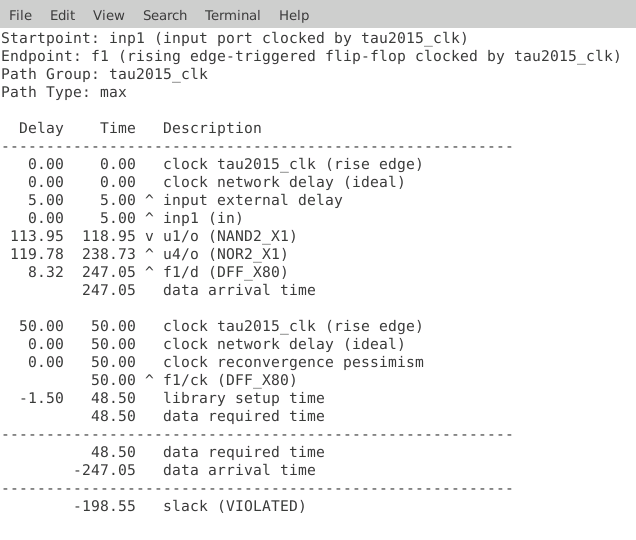 File Edit View Search Terminal Help
Startpoint: inp1 (input port clocked by tau2015_clk)
Endpoint: f1 (rising edge-triggered flip-flop clocked by tau2015_clk)
Path Group: tau2015_clk
Path Type: max
  Delay    Time   Description
---------------------------------------------------------
   0.00    0.00   clock tau2015_clk (rise edge)
   0.00    0.00   clock network delay (ideal)
   5.00    5.00 ^ input external delay
   0.00    5.00 ^ inp1 (in)
 113.95  118.95 v u1/o (NAND2_X1)
 119.78  238.73 ^ u4/o (NOR2_X1)
   8.32  247.05 ^ f1/d (DFF_X80)
         247.05   data arrival time
  50.00   50.00   clock tau2015_clk (rise edge)
   0.00   50.00   clock network delay (ideal)
   0.00   50.00   clock reconvergence pessimism
          50.00 ^ f1/ck (DFF_X80)
  -1.50   48.50   library setup time
          48.50   data required time
---------------------------------------------------------
          48.50   data required time
        -247.05   data arrival time
---------------------------------------------------------
        -198.55   slack (VIOLATED)